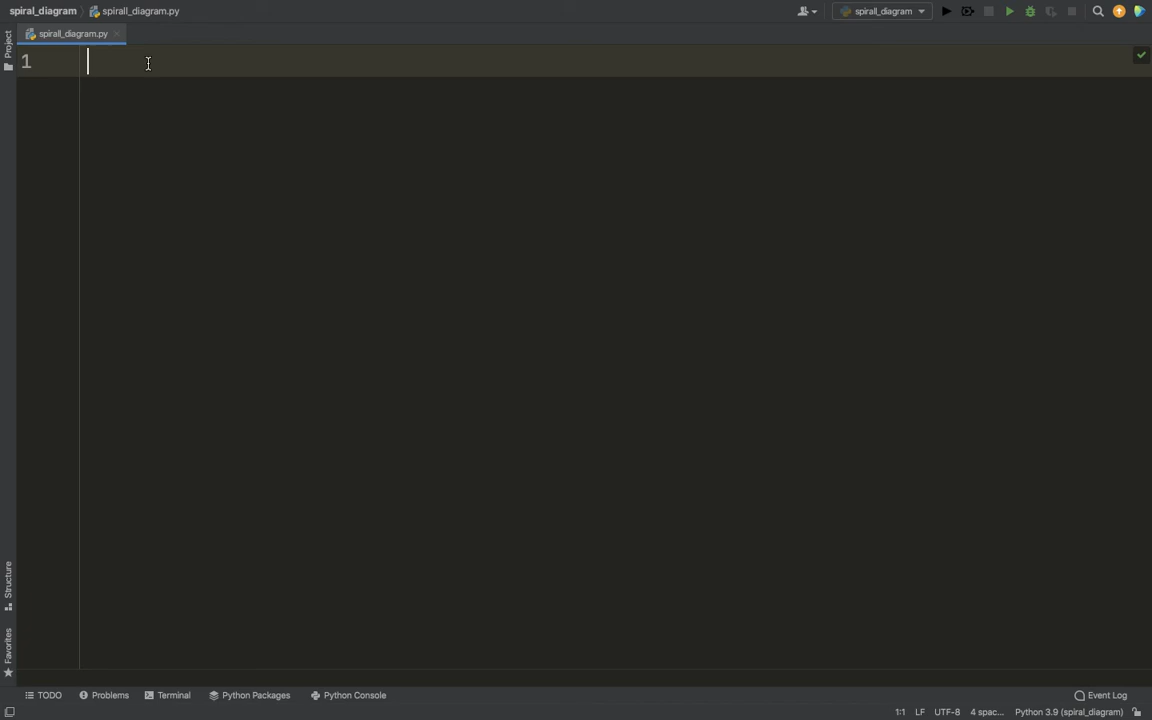 spiral_diagram spirall_diagram.py spirall_diagram
spirall_diagram.py
Project
1
Structure
Favorites
TODO Problems Terminal Python Packages Python Console Event Log
1:1 LF UTF-8 4 spac... Python 3.9 (spiral_diagram)